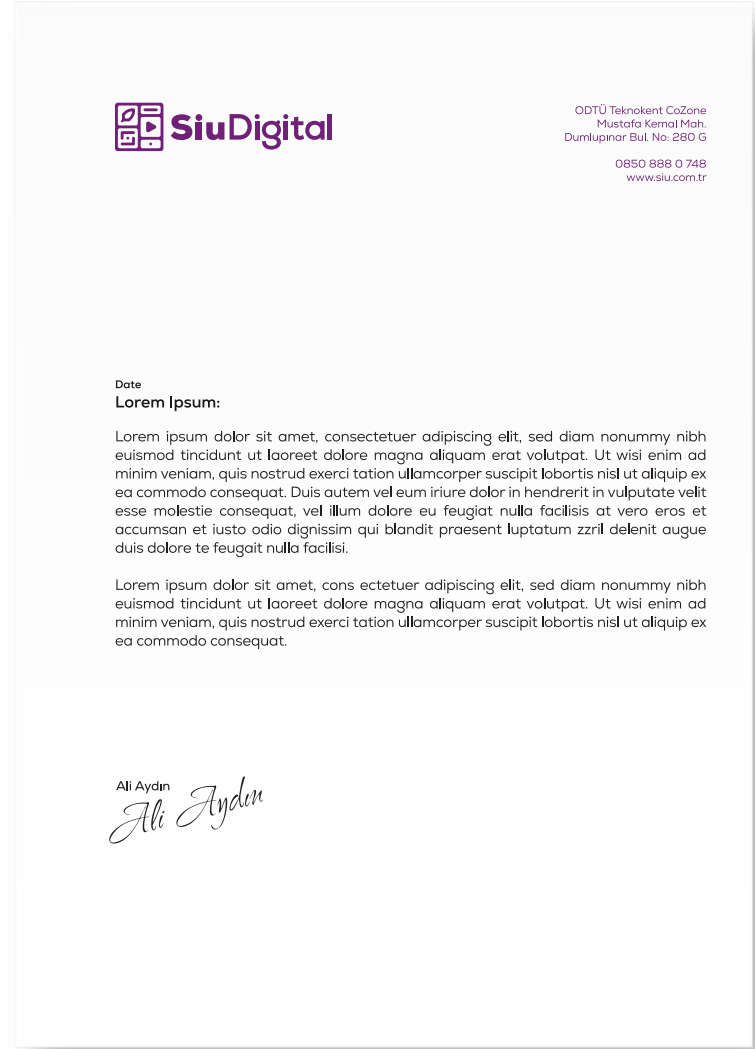 SiuDigital
ODTÜ Teknokent CoZone
Mustafa Kemal Mah.
Dumlupınar Bul. No: 280 G
0850 888 0 748
www.siu.com.tr
Date
Lorem Ipsum:
Lorem ipsum dolor sit amet, consectetuer adipiscing elit, sed diam nonummy nibh
euismod tincidunt ut laoreet dolore magna aliquam erat volutpat. Ut wisi enim ad
minim veniam, quis nostrud exerci tation ullamcorper suscipit lobortis nisl ut aliquip ex
ea commodo consequat. Duis autem vel eum iriure dolor in hendrerit in vulputate velit
esse molestie consequat, vel illum dolore eu feugiat nulla facilisis at vero eros et
accumsan et iusto odio dignissim qui blandit praesent luptatum zzril delenit augue
duis dolore te feugait nulla facilisi.
Lorem ipsum dolor sit amet, cons ectetuer adipiscing elit, sed diam nonummy nibh
euismod tincidunt ut laoreet dolore magna aliquam erat volutpat. Ut wisi enim ad
minim veniam, quis nostrud exerci tation ullamcorper suscipit lobortis nisl ut aliquip ex
ea commodo consequat.
Ali Aydın
Ali Aydın